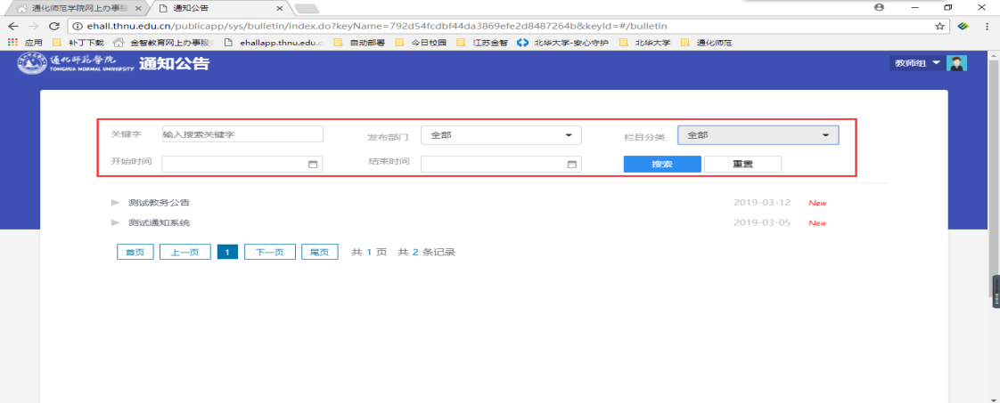 通化师范学院网上办事服 × 通知公告 ×
ehall.thnu.edu.cn/publicapp/sys/bulletin/index.do?keyName=792d54fcdbf44da3869efe2d8487264b&keyId=#/bulletin
应用 补丁下载 金智教育网上办事服 ehallapp.thnu.edu.c 自动部署 今日校园 江苏金智 北华大学-安心守护 北华大学 通化师范
通化师范学院 TONGHUA NORMAL UNIVERSITY 通知公告 教师组
关键字 输入搜索关键字 发布部门 全部 栏目分类 全部
开始时间 结束时间 搜索 重置
测试教务公告 2019-03-12 New
测试通知系统 2019-03-05 New
首页 上一页 1 下一页 尾页 共 1 页 共 2 条记录